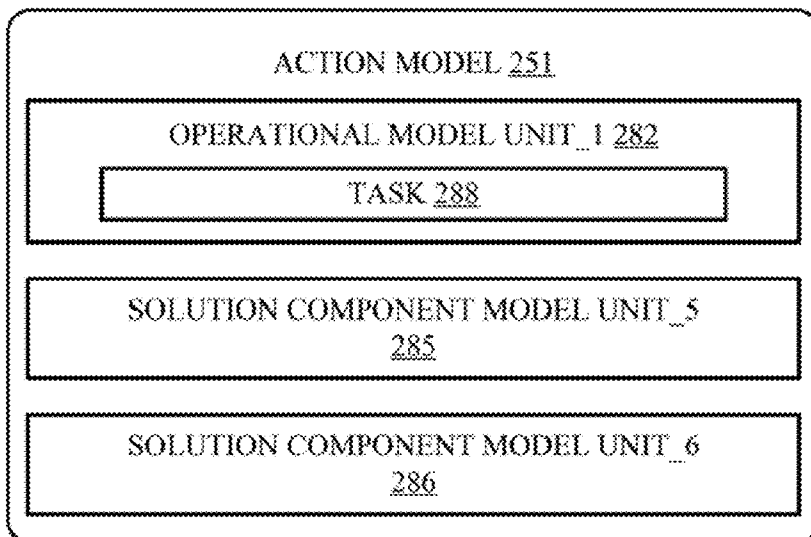 ACTION MODEL 251
OPERATIONAL MODEL UNIT_1 282
TASK 288
SOLUTION COMPONENT MODEL UNIT_5
285
SOLUTION COMPONENT MODEL UNIT_6
286